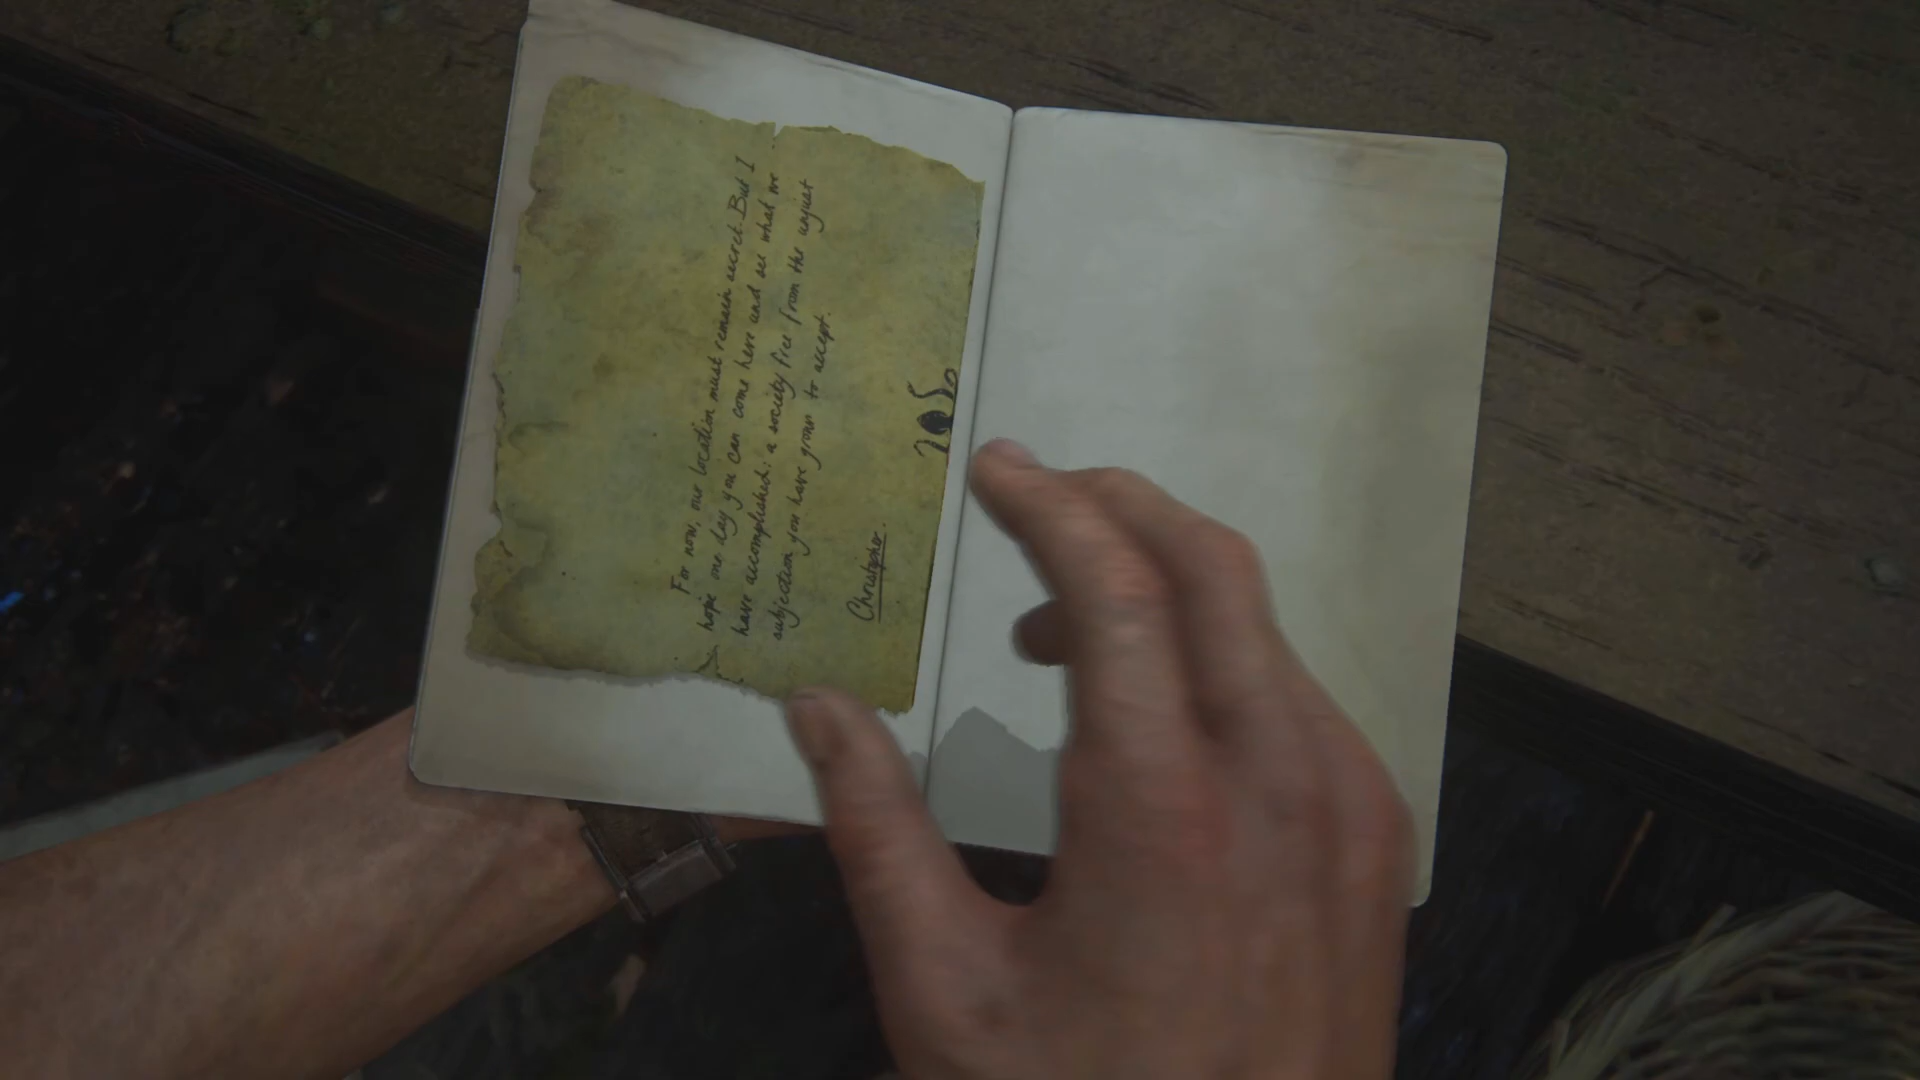 For now, our location must remain secret. But I
hope one day you can come here and see what we
have accomplished: a society free from the unjust
subjection you have grown to accept.
Christopher.